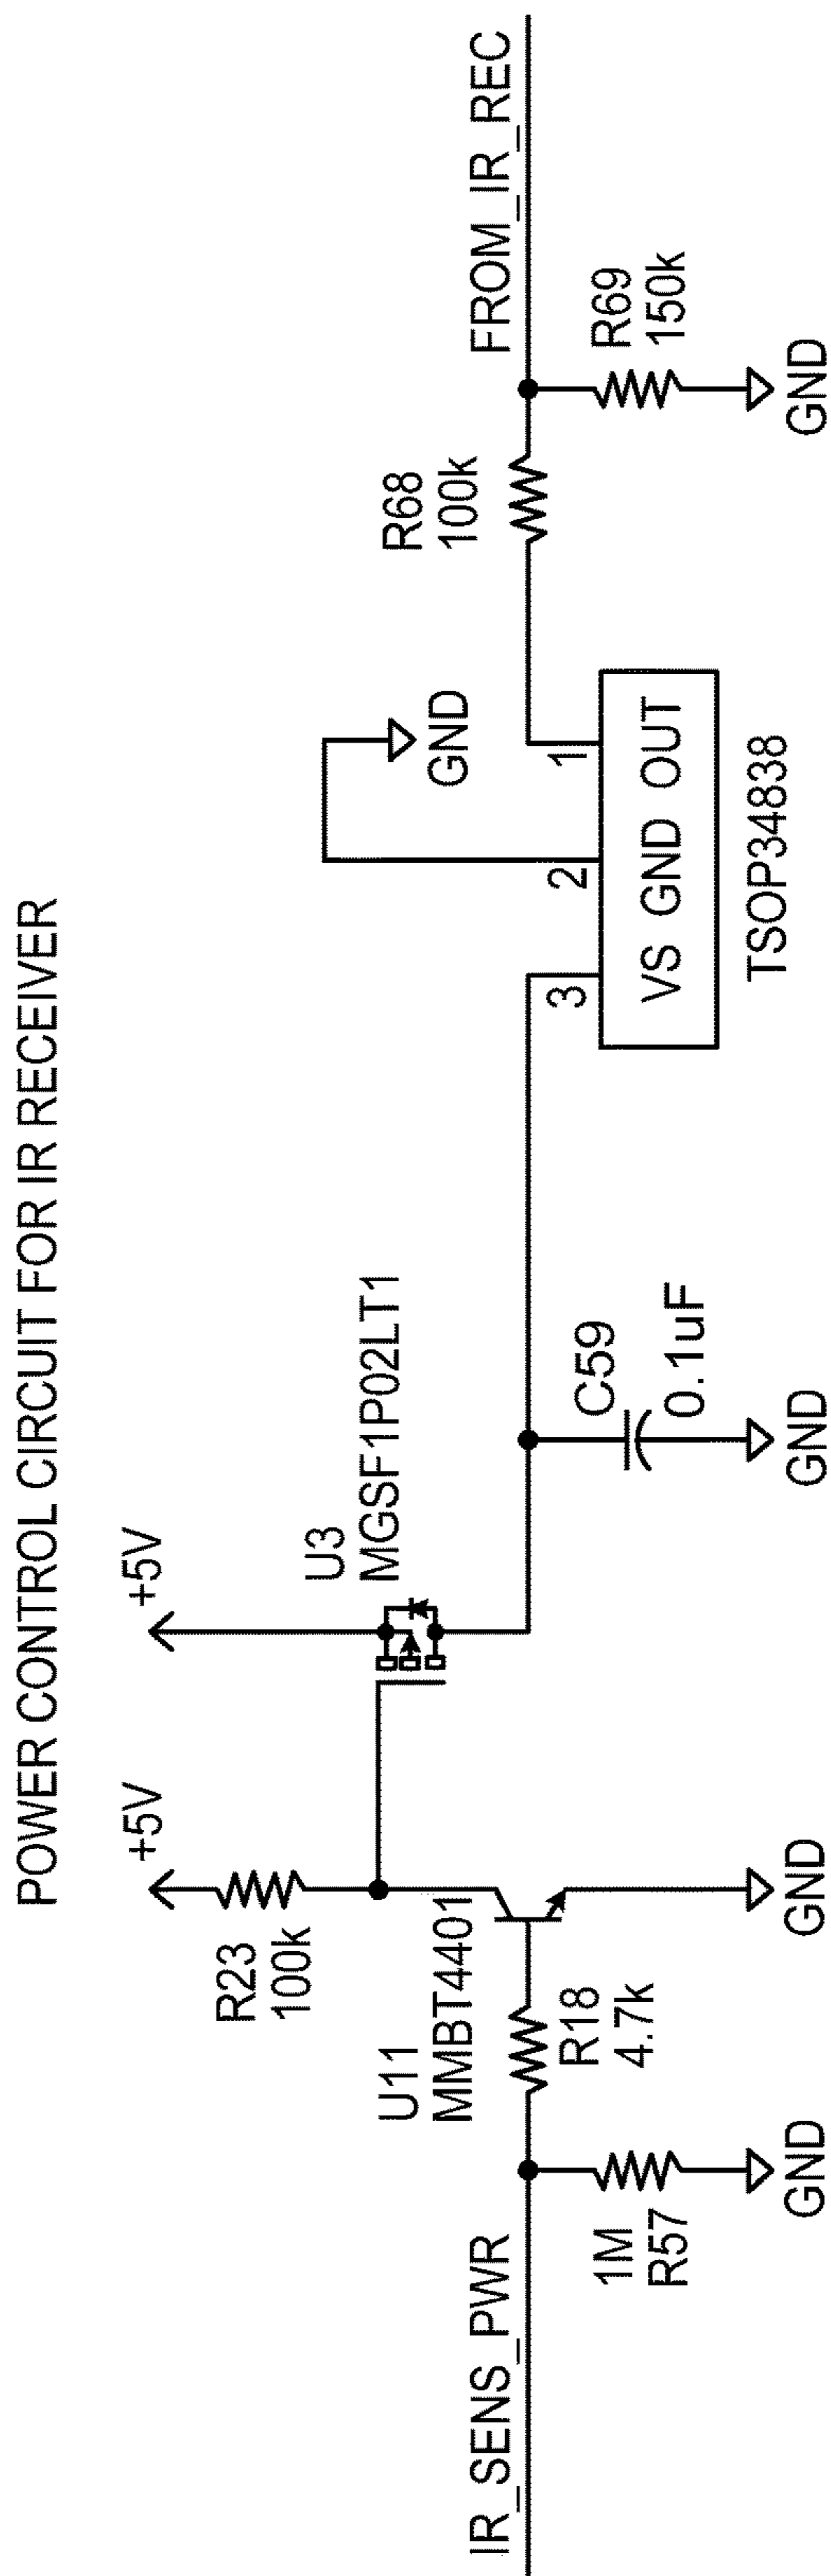 POWER CONTROL CIRCUIT FOR IR RECEIVER
IR_SENS_PWR
1M
R57
GND
R18
4.7k
U11
MMBT4401
R23
100k
+5V
GND
+5V
U3
MGSF1P02LT1
C59
0.1uF
GND
3
2
1
VS GND OUT
TSOP34838
GND
R68
100k
R69
150k
GND
FROM_IR_REC